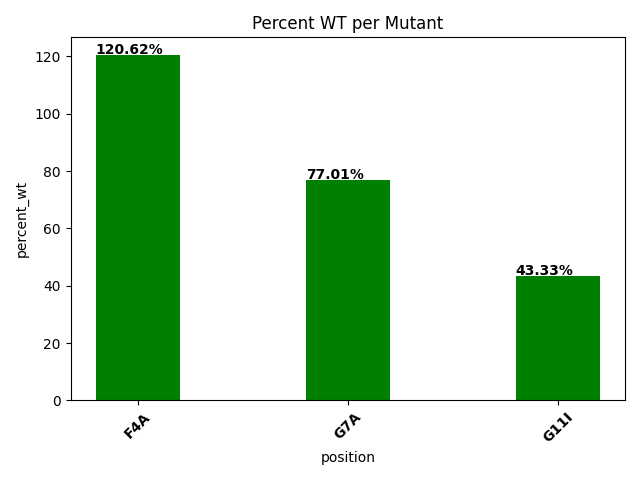 Percent WT per Mutant
120.62%
77.01%
43.33%
percent_wt
120
100
80
60
40
20
0
F4A
G7A
G11I
position